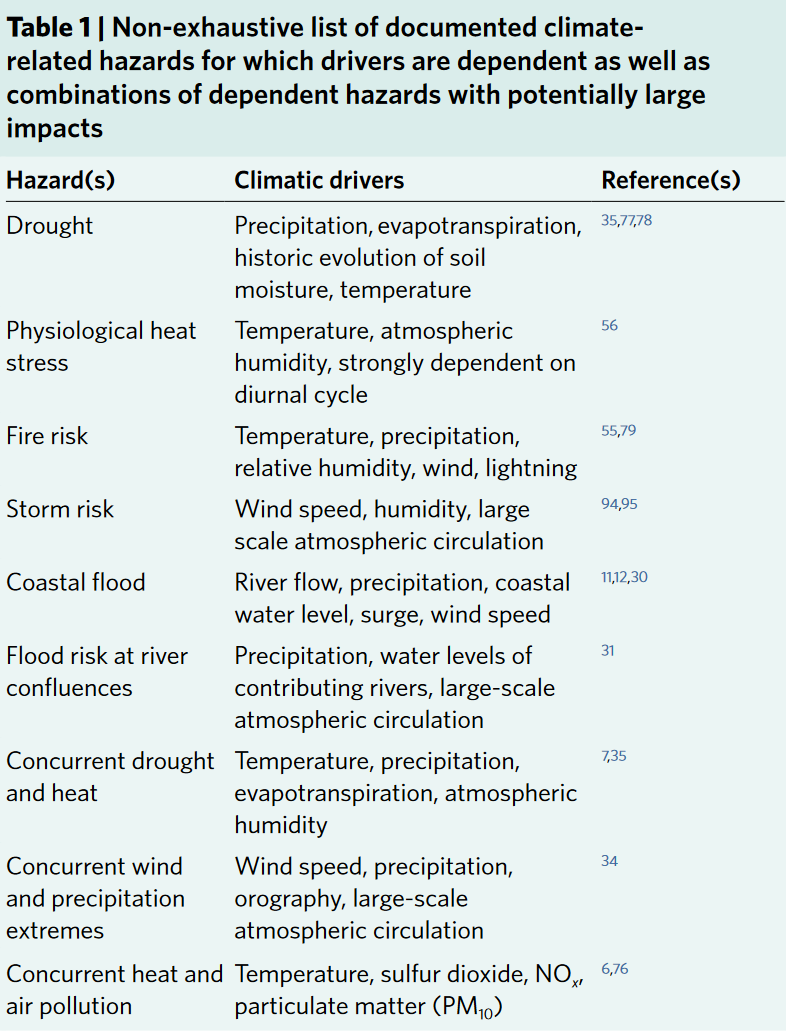 Table 1 | Non-exhaustive list of documented climate-
related hazards for which drivers are dependent as well as
combinations of dependent hazards with potentially large
impacts
Hazard(s) Climatic drivers Reference(s)
Drought Precipitation, evapotranspiration, 35,77,78
historic evolution of soil
moisture, temperature
Physiological heat Temperature, atmospheric 56
stress humidity, strongly dependent on
diurnal cycle
Fire risk Temperature, precipitation, 55,79
relative humidity, wind, lightning
Storm risk Wind speed, humidity, large 94,95
scale atmospheric circulation
Coastal flood River flow, precipitation, coastal 11,12,30
water level, surge, wind speed
Flood risk at river Precipitation, water levels of 31
confluences contributing rivers, large-scale
atmospheric circulation
Concurrent drought Temperature, precipitation, 7,35
and heat evapotranspiration, atmospheric
humidity
Concurrent wind Wind speed, precipitation, 34
and precipitation orography, large-scale
extremes atmospheric circulation
Concurrent heat and Temperature, sulfur dioxide, NOx, 6,76
air pollution particulate matter (PM10)